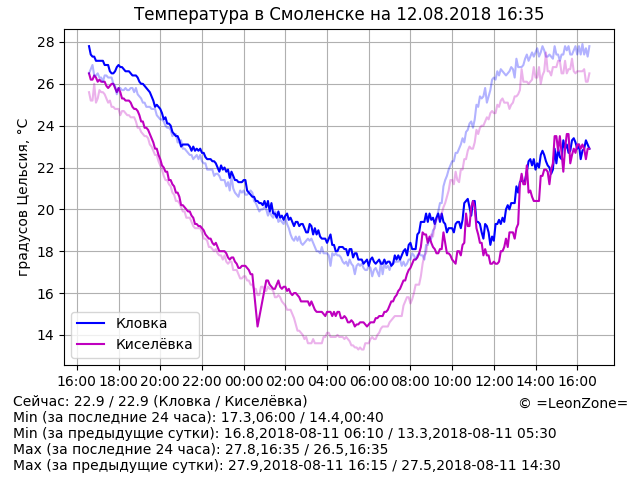 Температура в Смоленске на 12.08.2018 16:35
градусов Цельсия, °C
28
26
24
22
20
18
16
14
Кловка
Киселёвка
16:00 18:00 20:00 22:00 00:00 02:00 04:00 06:00 08:00 10:00 12:00 14:00 16:00
Сейчас: 22.9 / 22.9 (Кловка / Киселёвка)
© =LeonZone=
Min (за последние 24 часа): 17.3,06:00 / 14.4,00:40
Min (за предыдущие сутки): 16.8,2018-08-11 06:10 / 13.3,2018-08-11 05:30
Max (за последние 24 часа): 27.8,16:35 / 26.5,16:35
Max (за предыдущие сутки): 27.9,2018-08-11 16:15 / 27.5,2018-08-11 14:30